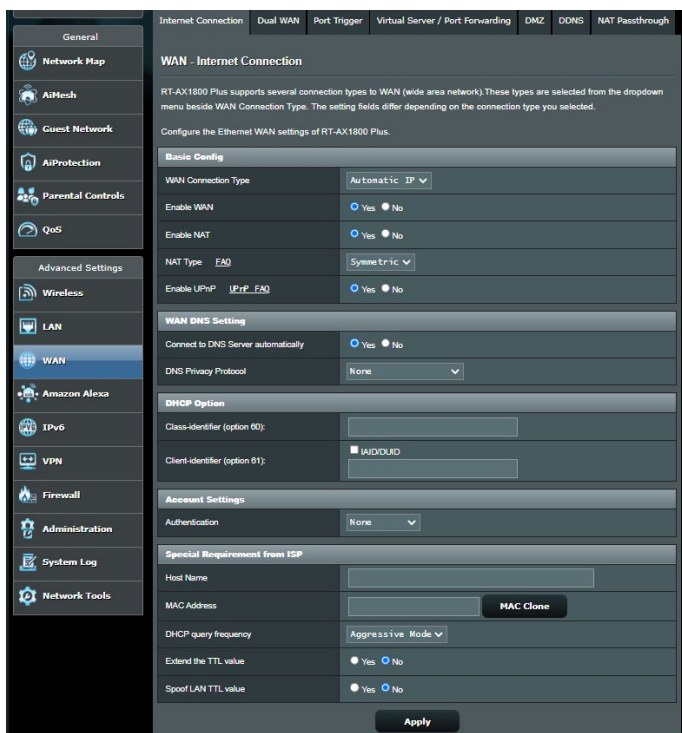 Internet Connection Dual WAN Port Trigger Virtual Server / Port Forwarding DMZ DDNS NAT Passthrough
General
Network Map
AiMesh
Guest Network
AiProtection
Parental Controls
QoS
Advanced Settings
Wireless
LAN
WAN
Amazon Alexa
IPv6
VPN
Firewall
Administration
System Log
Network Tools
WAN - Internet Connection
RT-AX1800 Plus supports several connection types to WAN (wide area network).These types are selected from the dropdown
menu beside WAN Connection Type. The setting fields differ depending on the connection type you selected.
Configure the Ethernet WAN settings of RT-AX1800 Plus.
Basic Config
WAN Connection Type Automatic IP
Enable WAN Yes No
Enable NAT Yes No
NAT Type FAQ Symmetric
Enable UPnP UPnP FAQ Yes No
WAN DNS Setting
Connect to DNS Server automatically Yes No
DNS Privacy Protocol None
DHCP Option
Class-identifier (option 60):
Client-identifier (option 61): IAID/DUID
Account Settings
Authentication None
Special Requirement from ISP
Host Name
MAC Address MAC Clone
DHCP query frequency Aggressive Mode
Extend the TTL value Yes No
Spoof LAN TTL value Yes No
Apply